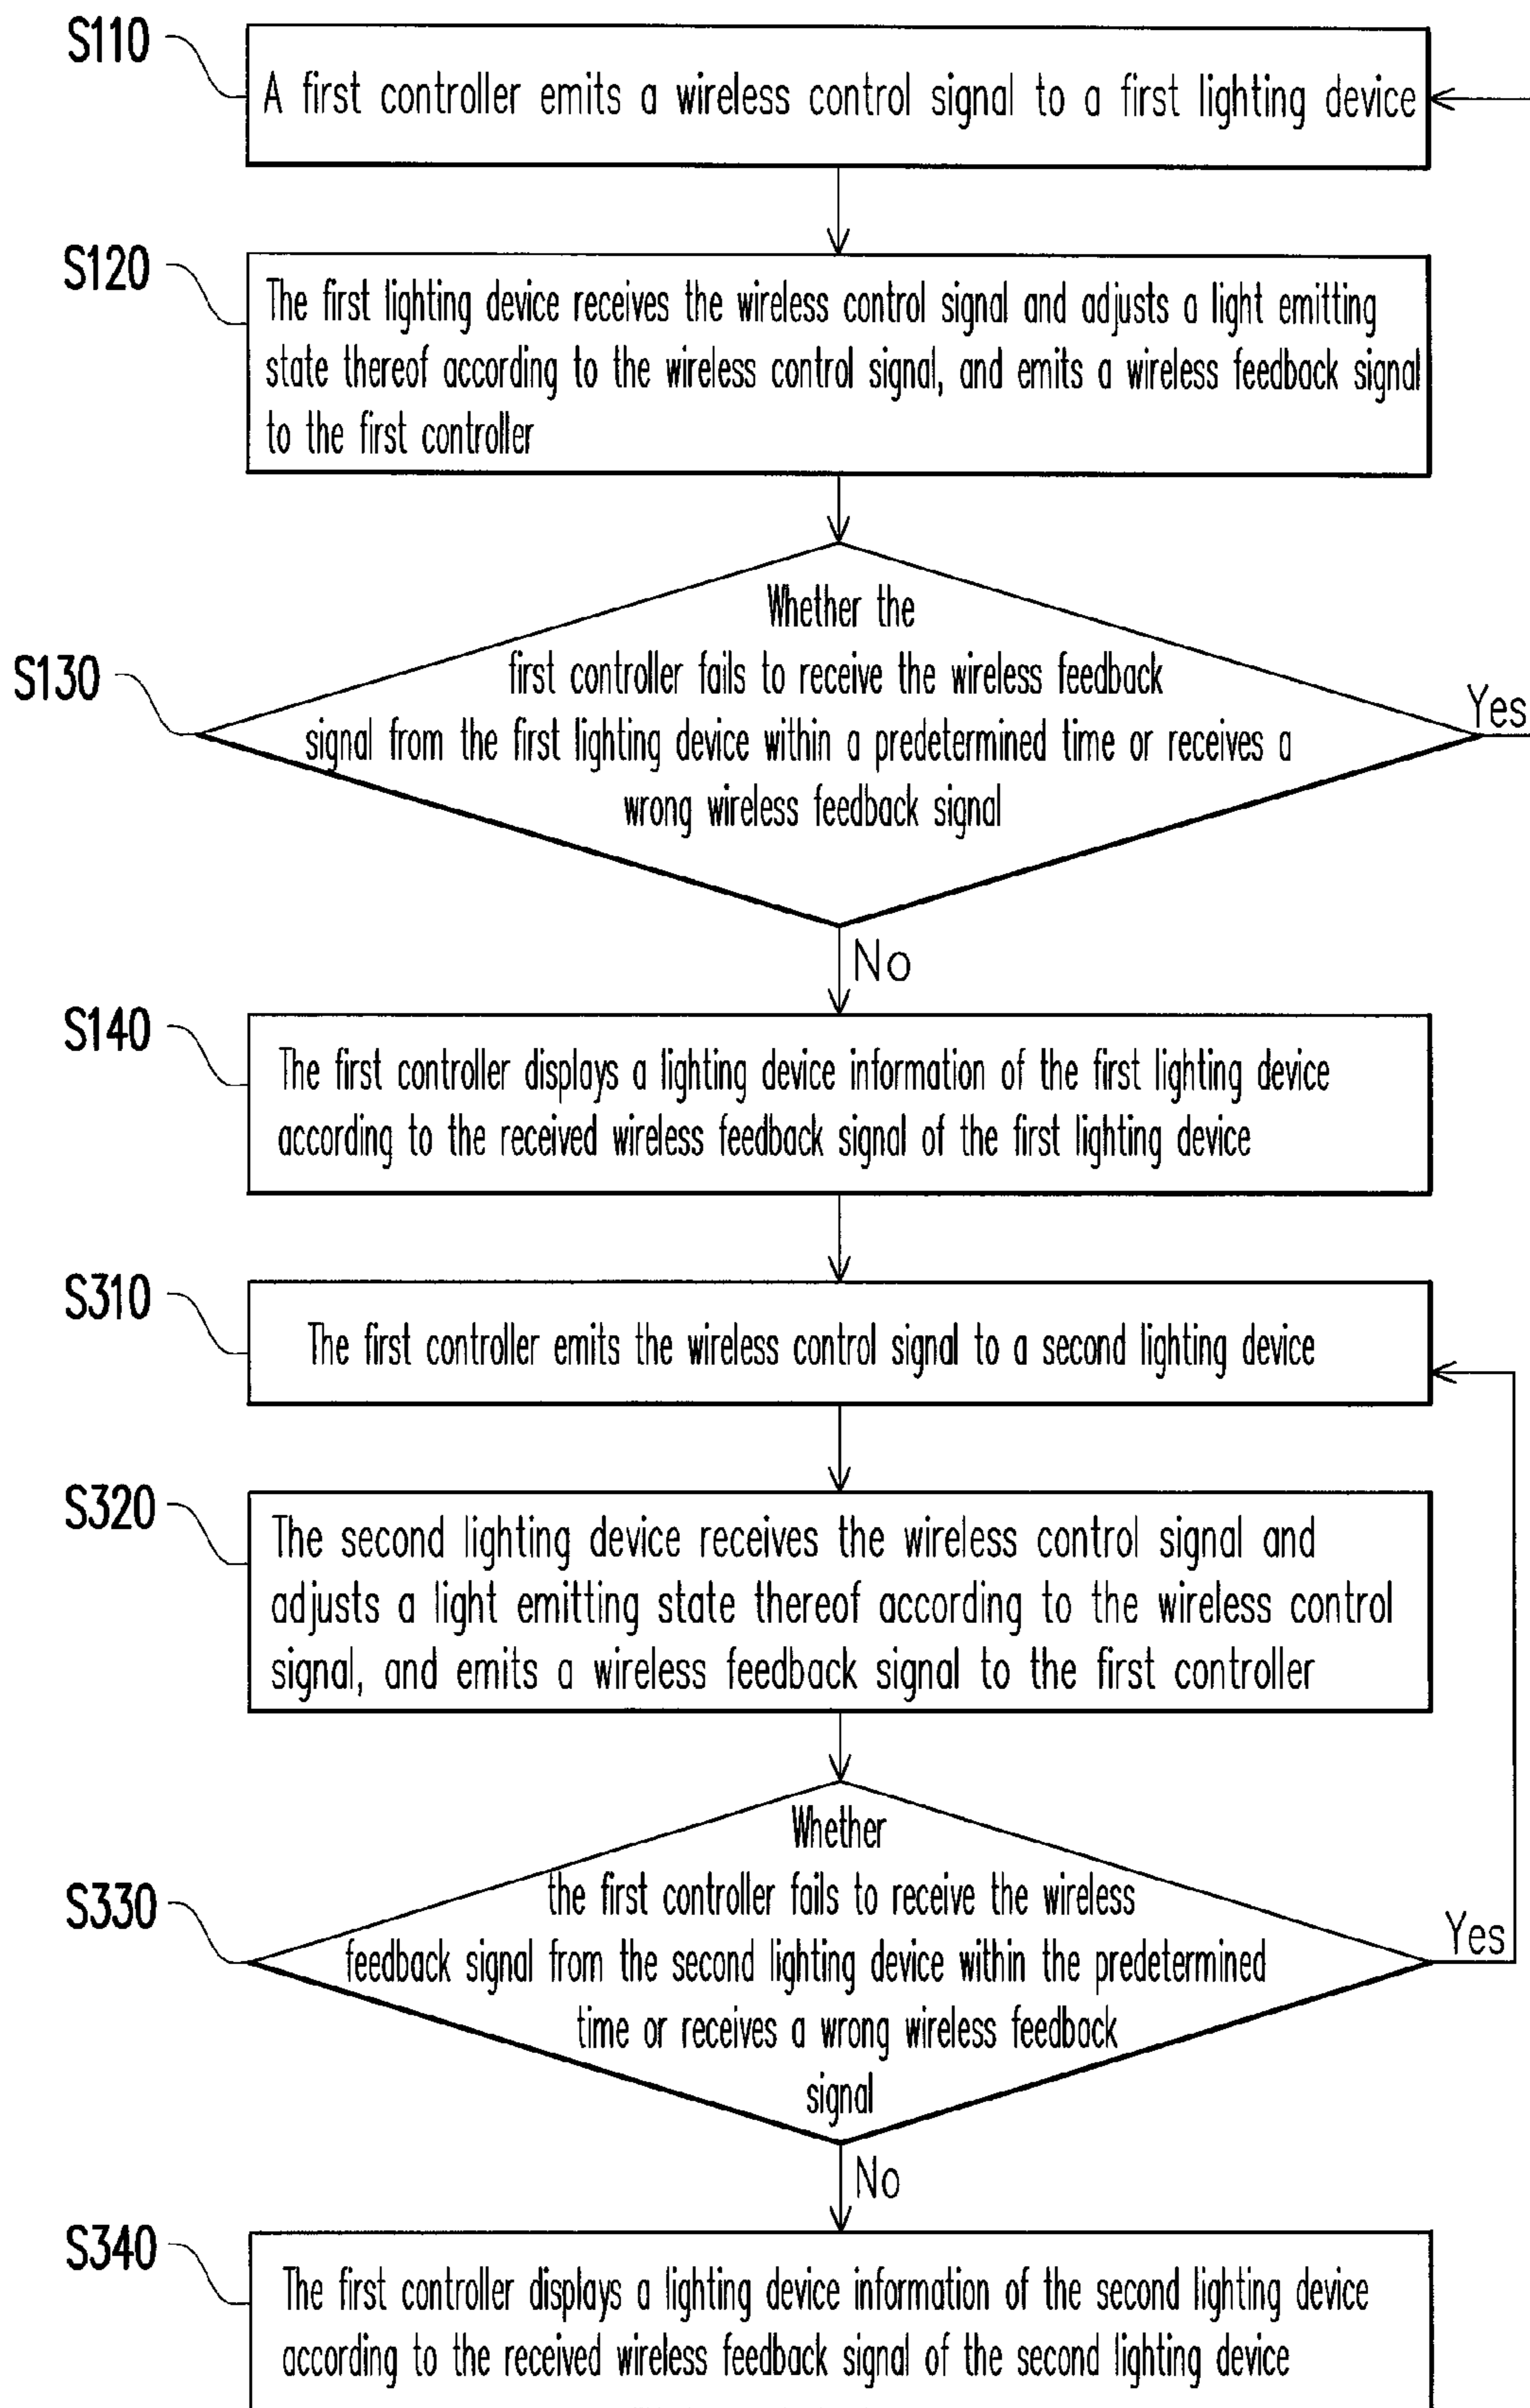 S110
A first controller emits a wireless control signal to a first lighting device
S120
The first lighting device receives the wireless control signal and adjusts a light emitting
state thereof according to the wireless control signal, and emits a wireless feedback signal
to the first controller
S130
Whether the
first controller fails to receive the wireless feedback
signal from the first lighting device within a predetermined time or receives a
wrong wireless feedback signal
Yes
No
S140
The first controller displays a lighting device information of the first lighting device
according to the received wireless feedback signal of the first lighting device
S310
The first controller emits the wireless control signal to a second lighting device
S320
The second lighting device receives the wireless control signal and
adjusts a light emitting state thereof according to the wireless control
signal, and emits a wireless feedback signal to the first controller
S330
Whether
the first controller fails to receive the wireless
feedback signal from the second lighting device within the predetermined
time or receives a wrong wireless feedback
signal
Yes
No
S340
The first controller displays a lighting device information of the second lighting device
according to the received wireless feedback signal of the second lighting device